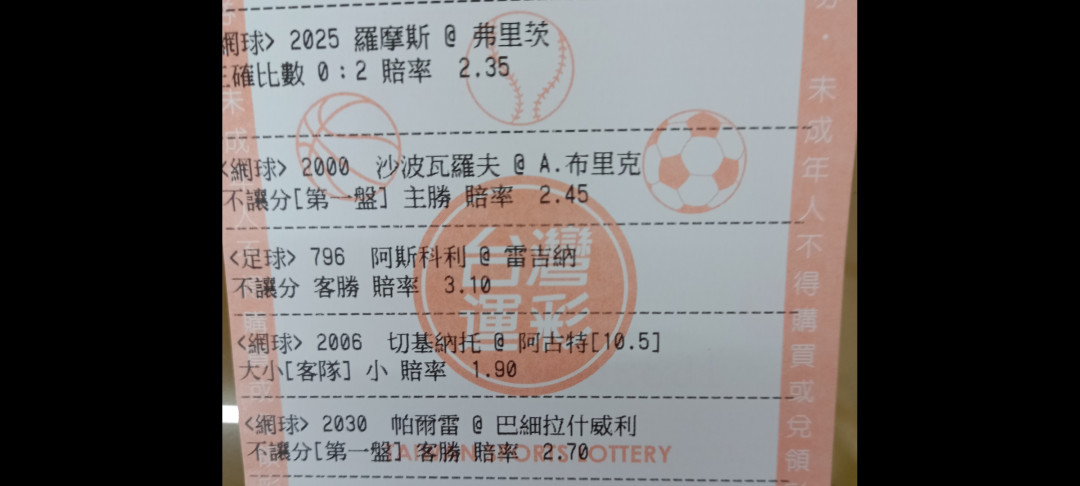 網球> 2025 羅摩斯 @ 弗里茨
正確比數 0:2 賠率 2.35
<網球> 2000 沙波瓦羅夫 @ A.布里克
不讓分[第一盤] 主勝 賠率 2.45
<足球> 796 阿斯科利 @ 雷吉納
不讓分 客勝 賠率 3.10
<網球> 2006 切基納托 @ 阿古特[10.5]
大小[客隊] 小 賠率 1.90
<網球> 2030 帕爾雷 @ 巴細拉什威利
不讓分[第一盤] 客勝 賠率 2.70
台灣
運彩
TAIWAN SPORTS LOTTERY
未成年人不得購買或兌領
未成